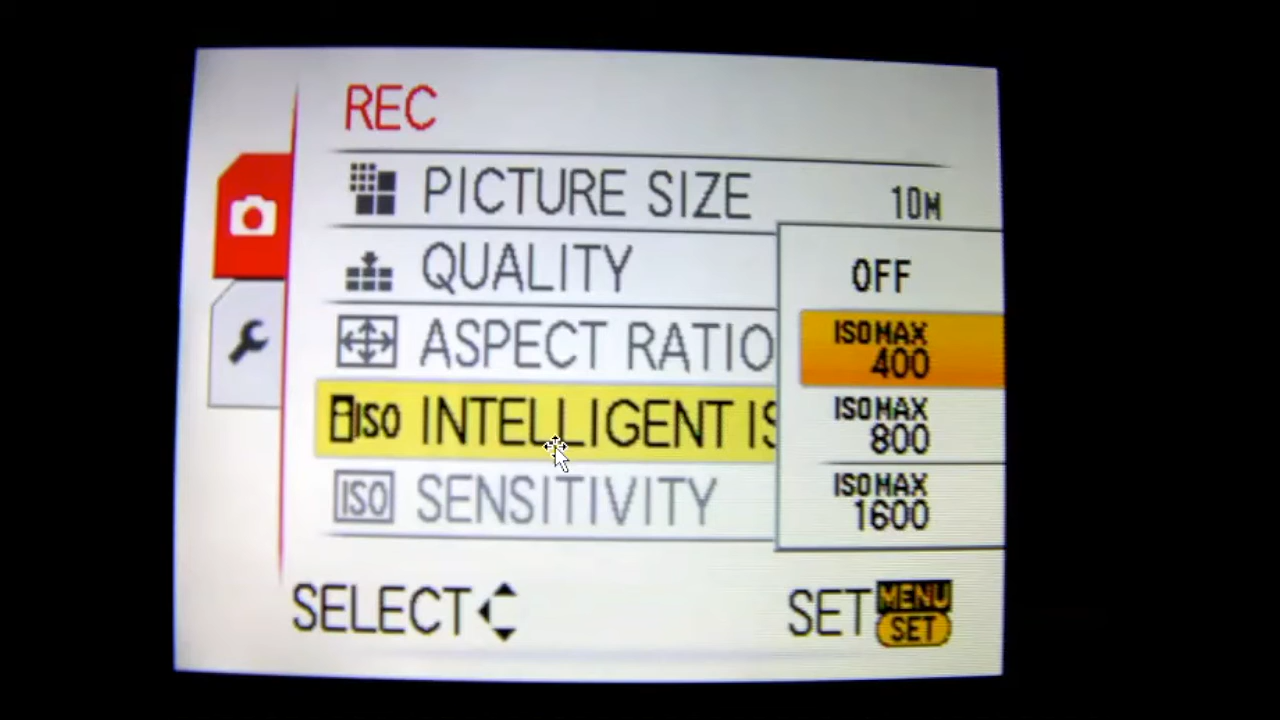 REC
PICTURE SIZE 10M
QUALITY
ASPECT RATIO
ISO INTELLIGENT IS
ISO SENSITIVITY
OFF
ISO MAX
400
ISO MAX
800
ISO MAX
1600
SELECT
SET MENU
SET